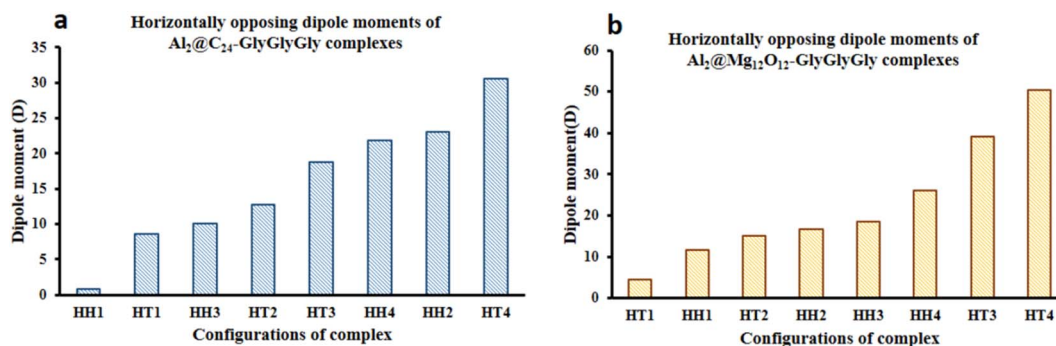 a
Horizontally opposing dipole moments of
Al₂@C₂₄-GlyGlyGly complexes
Dipole moment (D)
35
30
25
20
15
10
5
0
HH1 HT1 HH3 HT2 HT3 HH4 HH2 HT4
Configurations of complex
b
Horizontally opposing dipole moments of
Al₂@Mg₁₂O₁₂-GlyGlyGly complexes
Dipole moment(D)
60
50
40
30
20
10
0
HT1 HH1 HT2 HH2 HH3 HH4 HT3 HT4
Configurations of complex